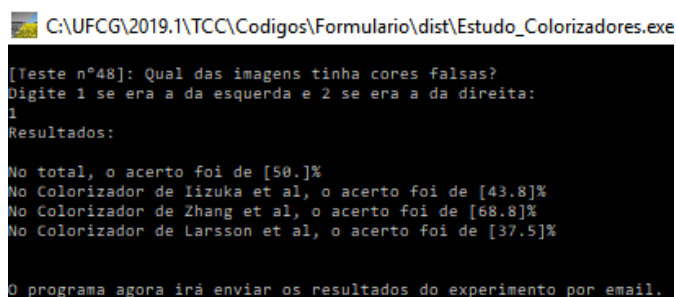 C:\UFCG\2019.1\TCC\Codigos\Formulario\dist\Estudo_Colorizadores.exe
[Teste nº48]: Qual das imagens tinha cores falsas?
Digite 1 se era a da esquerda e 2 se era a da direita:
1
Resultados:
No total, o acerto foi de [50.]%
No Colorizador de Iizuka et al, o acerto foi de [43.8]%
No Colorizador de Zhang et al, o acerto foi de [68.8]%
No Colorizador de Larsson et al, o acerto foi de [37.5]%
O programa agora irá enviar os resultados do experimento por email.